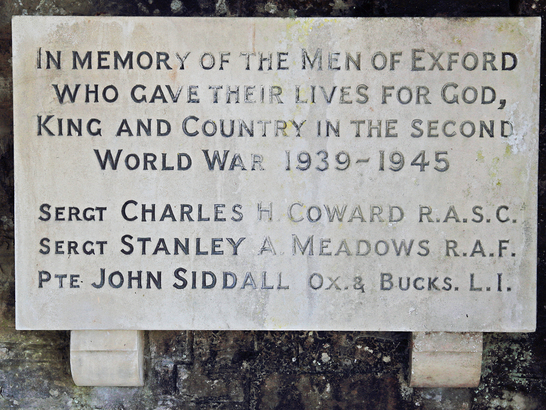 In memory of the Men of Exford
who gave their lives for God,
King and Country in the second
World War 1939-1945
Sergt Charles H. Coward R.A.S.C.
Sergt Stanley A. Meadows R.A.F.
Pte John Siddall Ox. & Bucks. L.I.